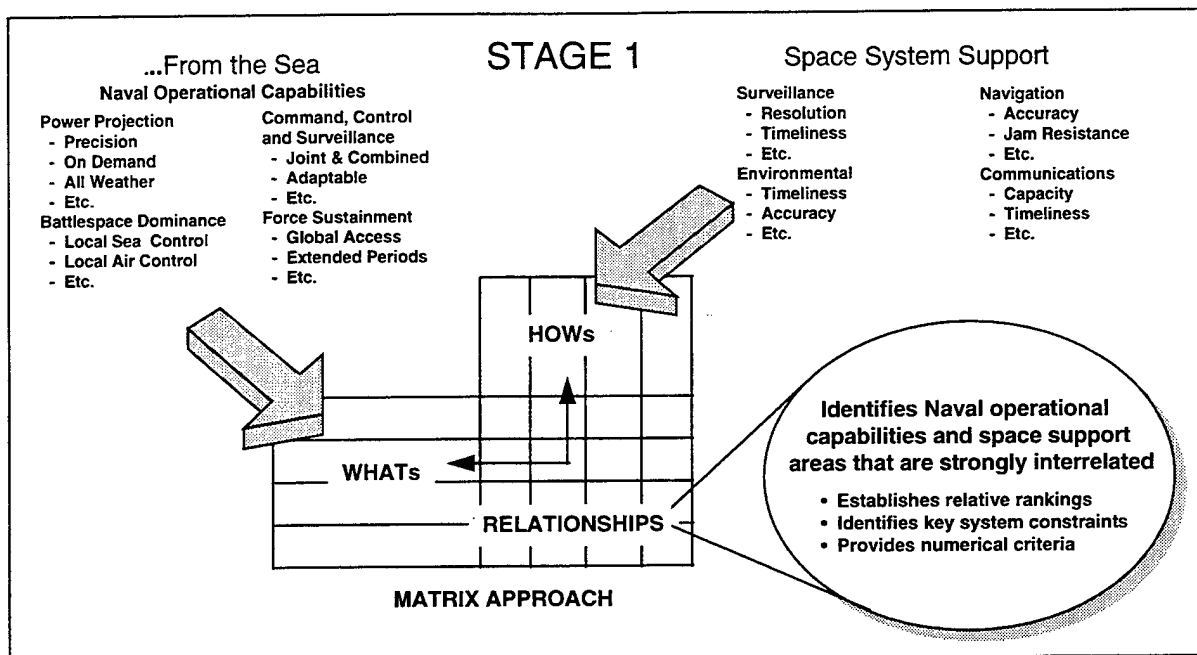 STAGE 1
...From the Sea
Naval Operational Capabilities
Power Projection
- Precision
- On Demand
- All Weather
- Etc.
Battlespace Dominance
- Local Sea Control
- Local Air Control
- Etc.
Command, Control
and Surveillance
- Joint & Combined
- Adaptable
- Etc.
Force Sustainment
- Global Access
- Extended Periods
- Etc.
Space System Support
Surveillance
- Resolution
- Timeliness
- Etc.
Environmental
- Timeliness
- Accuracy
- Etc.
Navigation
- Accuracy
- Jam Resistance
- Etc.
Communications
- Capacity
- Timeliness
- Etc.
HOWs
WHATs
RELATIONSHIPS
MATRIX APPROACH
Identifies Naval operational
capabilities and space support
areas that are strongly interrelated
• Establishes relative rankings
• Identifies key system constraints
• Provides numerical criteria